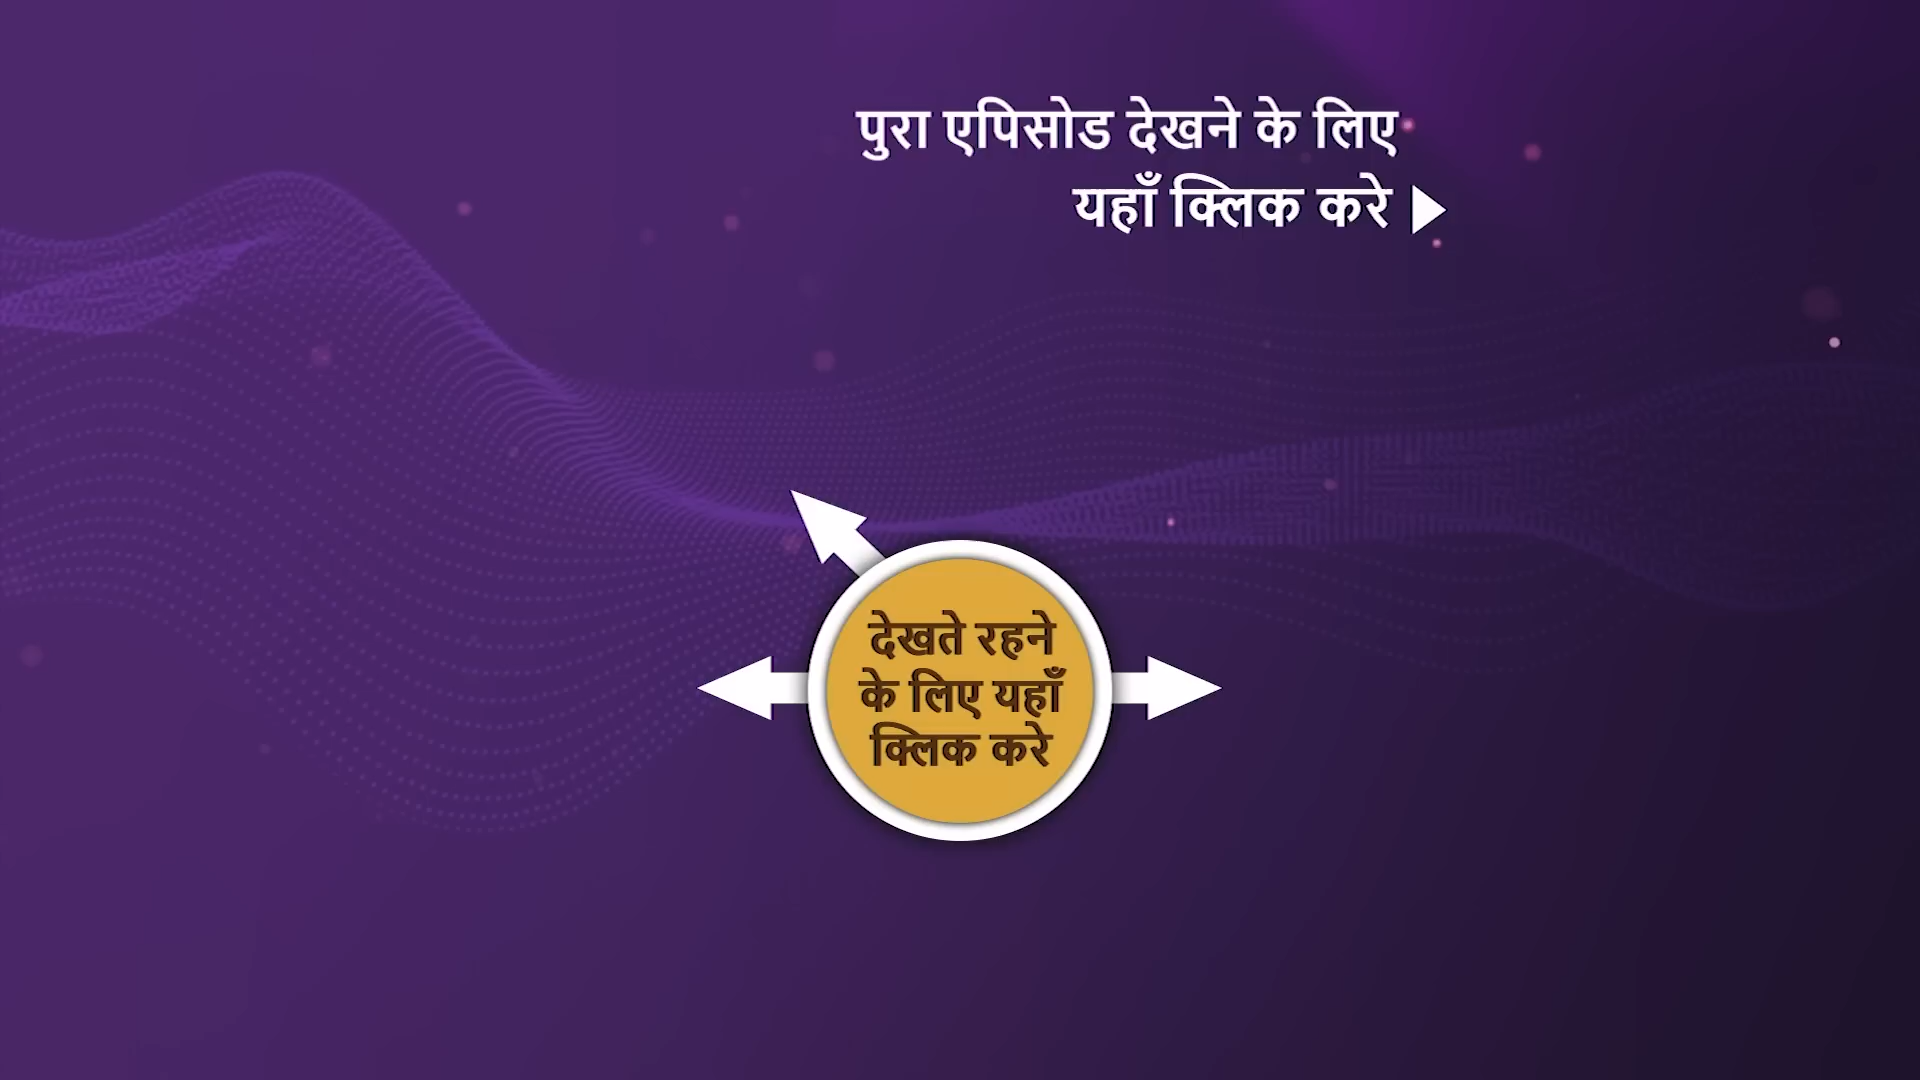 पुरा एपिसोड देखने के लिए
यहाँ क्लिक करे
देखते रहने
के लिए यहाँ
क्लिक करे